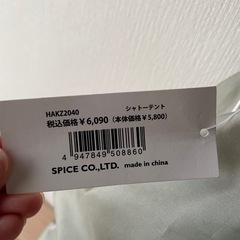 HAKZ2040 シャトーテント
税込価格￥6,090（本体価格￥5,800）
4 947849 508860
SPICE CO.,LTD. made in china